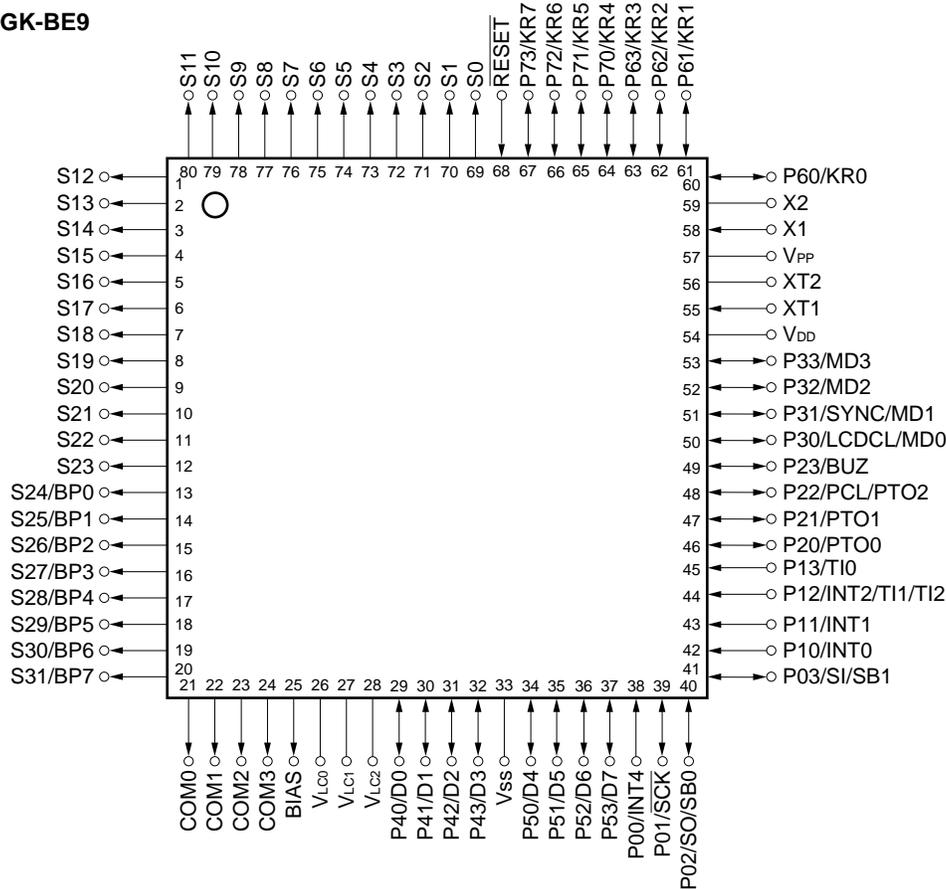 GK-BE9
S11
S10
S9
S8
S7
S6
S5
S4
S3
S2
S1
S0
RESET
P73/KR7
P72/KR6
P71/KR5
P70/KR4
P63/KR3
P62/KR2
P61/KR1
80 79 78 77 76 75 74 73 72 71 70 69 68 67 66 65 64 63 62 61
S12 1 60 P60/KR0
S13 2 59 X2
S14 3 58 X1
S15 4 57 VPP
S16 5 56 XT2
S17 6 55 XT1
S18 7 54 VDD
S19 8 53 P33/MD3
S20 9 52 P32/MD2
S21 10 51 P31/SYNC/MD1
S22 11 50 P30/LCDCL/MD0
S23 12 49 P23/BUZ
S24/BP0 13 48 P22/PCL/PTO2
S25/BP1 14 47 P21/PTO1
S26/BP2 15 46 P20/PTO0
S27/BP3 16 45 P13/TI0
S28/BP4 17 44 P12/INT2/TI1/TI2
S29/BP5 18 43 P11/INT1
S30/BP6 19 42 P10/INT0
S31/BP7 20 41 P03/SI/SB1
21 22 23 24 25 26 27 28 29 30 31 32 33 34 35 36 37 38 39 40
COM0
COM1
COM2
COM3
BIAS
VLC0
VLC1
VLC2
P40/D0
P41/D1
P42/D2
P43/D3
Vss
P50/D4
P51/D5
P52/D6
P53/D7
P00/INT4
P01/SCK
P02/SO/SB0